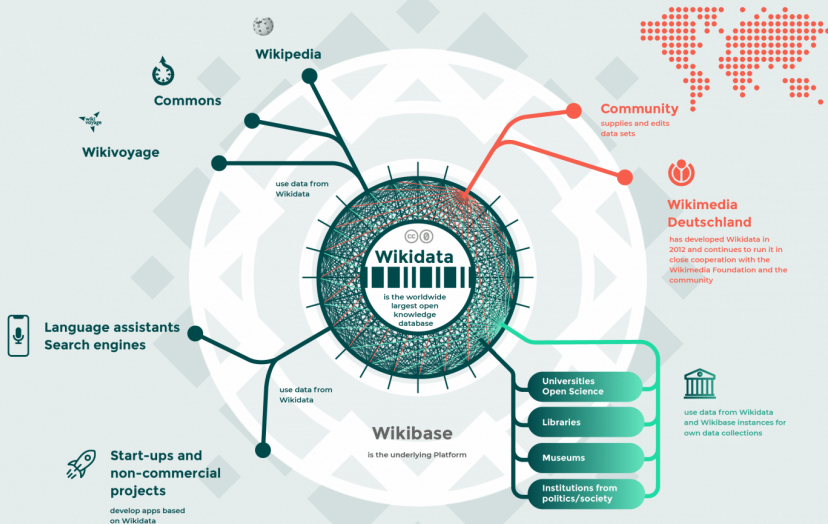 Wikipedia
Commons
wiki
voyage
Wikivoyage
use data from
Wikidata
Community
supplies and edits
data sets
Wikimedia
Deutschland
has developed Wikidata in
2012 and continues to run it in
close cooperation with the
Wikimedia Foundation and the
community
cc 0
Wikidata
is the worldwide
largest open
knowledge
database
Language assistants
Search engines
use data from
Wikidata
Start-ups and
non-commercial
projects
develop apps based
on Wikidata
Wikibase
is the underlying Platform
Universities
Open Science
Libraries
Museums
Institutions from
politics/society
use data from Wikidata
and Wikibase instances for
own data collections